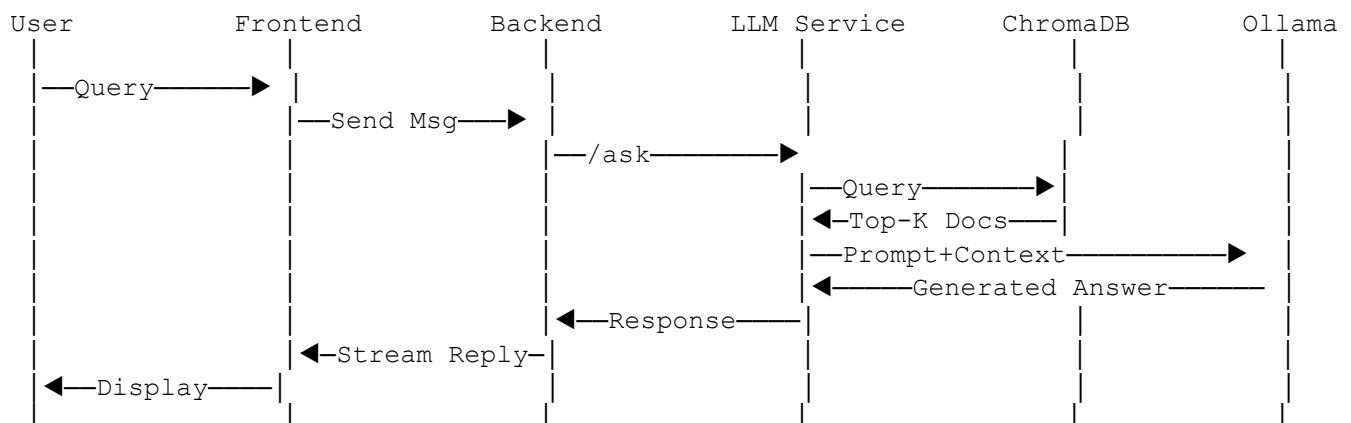 User Frontend Backend LLM Service ChromaDB Ollama
Query
Send Msg
/ask
Query
Top-K Docs
Prompt+Context
Generated Answer
Response
Stream Reply
Display